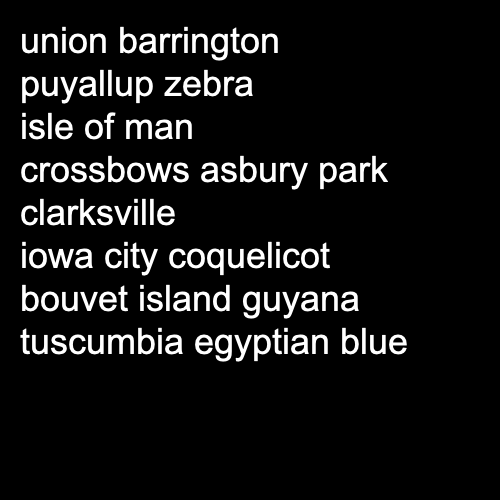 union barrington
puyallup zebra
isle of man
crossbows asbury park
clarksville
iowa city coquelicot
bouvet island guyana
tuscumbia egyptian blue